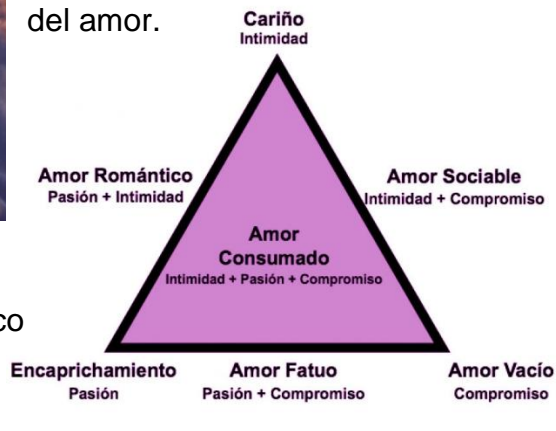 del amor.
Cariño
Intimidad
Amor Romántico
Pasión + Intimidad
Amor Sociable
Intimidad + Compromiso
Amor
Consumado
Intimidad + Pasión + Compromiso
co
Encaprichamiento
Pasión
Amor Fatuo
Pasión + Compromiso
Amor Vacío
Compromiso